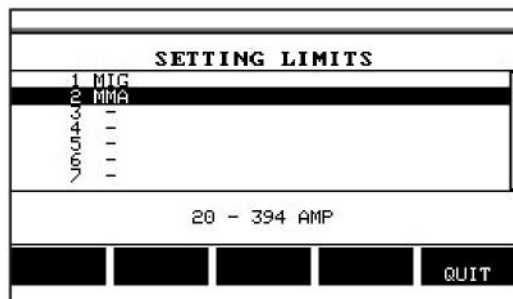 SETTING LIMITS
1 MIG
2 MMA
3 -
4 -
5 -
6 -
7 -
20 - 394 AMP
QUIT